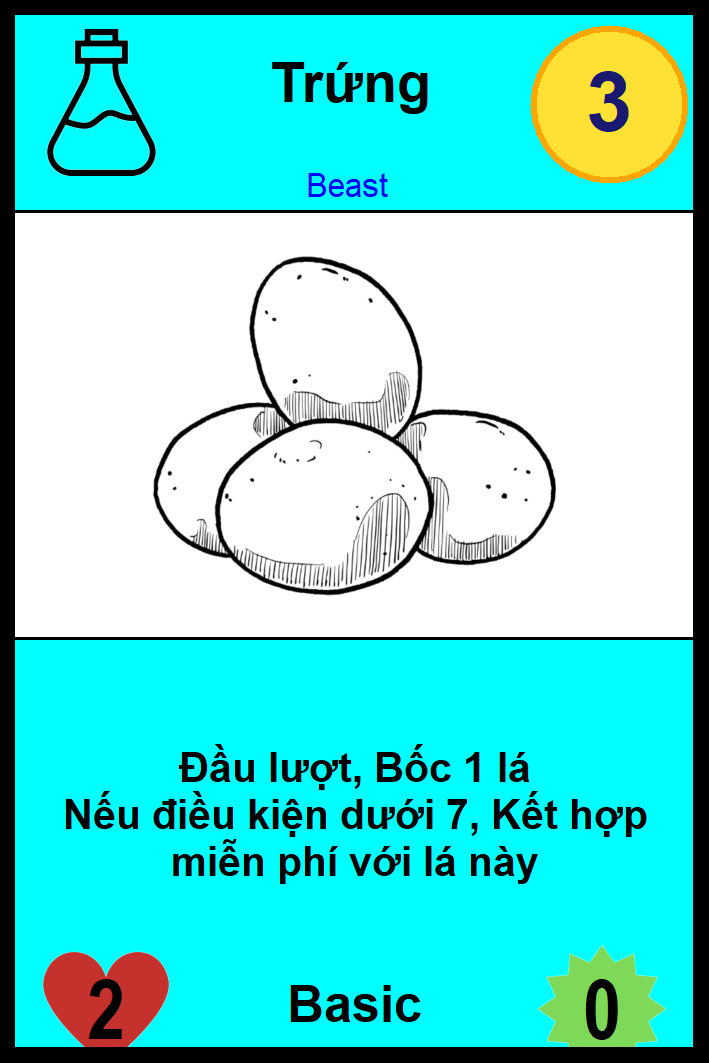 Trứng
3
Beast
Đầu lượt, Bốc 1 lá
Nếu điều kiện dưới 7, Kết hợp
miễn phí với lá này
2
Basic
0